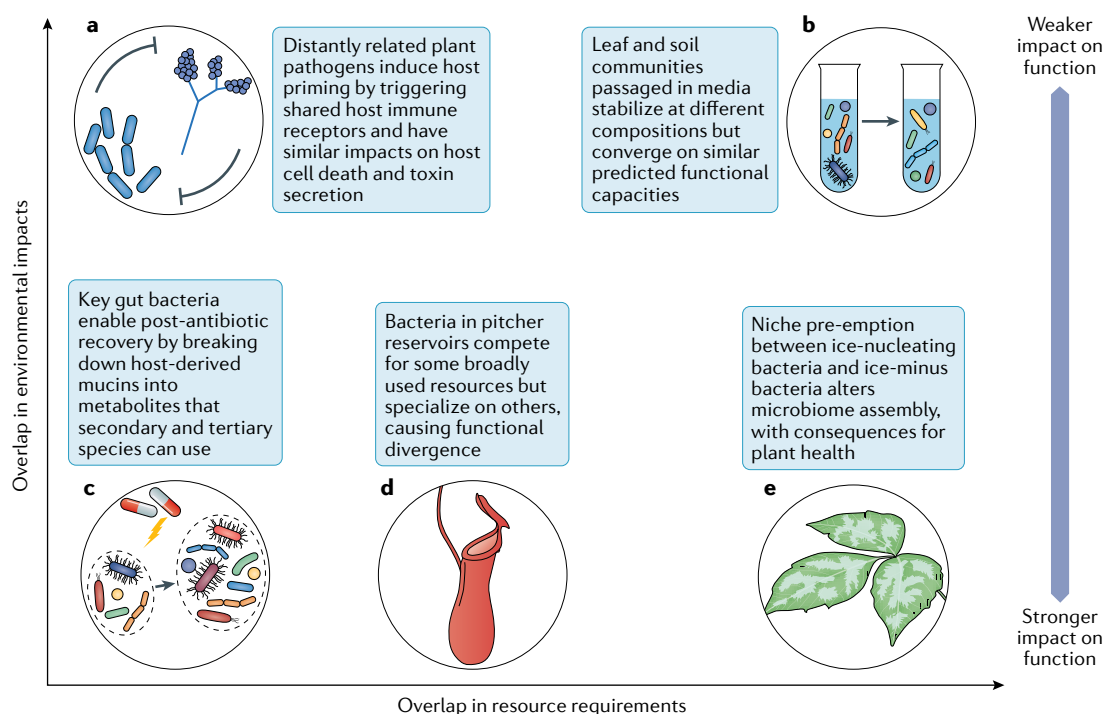 a
Distantly related plant
pathogens induce host
priming by triggering
shared host immune
receptors and have
similar impacts on host
cell death and toxin
secretion
Leaf and soil
communities
passaged in media
stabilize at different
compositions but
converge on similar
predicted functional
capacities
b
Weaker
impact on
function
Overlap in environmental impacts
Key gut bacteria
enable post-antibiotic
recovery by breaking
down host-derived
mucins into
metabolites that
secondary and tertiary
species can use
Bacteria in pitcher
reservoirs compete
for some broadly
used resources but
specialize on others,
causing functional
divergence
Niche pre-emption
between ice-nucleating
bacteria and ice-minus
bacteria alters
microbiome assembly,
with consequences for
plant health
c
d
e
Stronger
impact on
function
Overlap in resource requirements